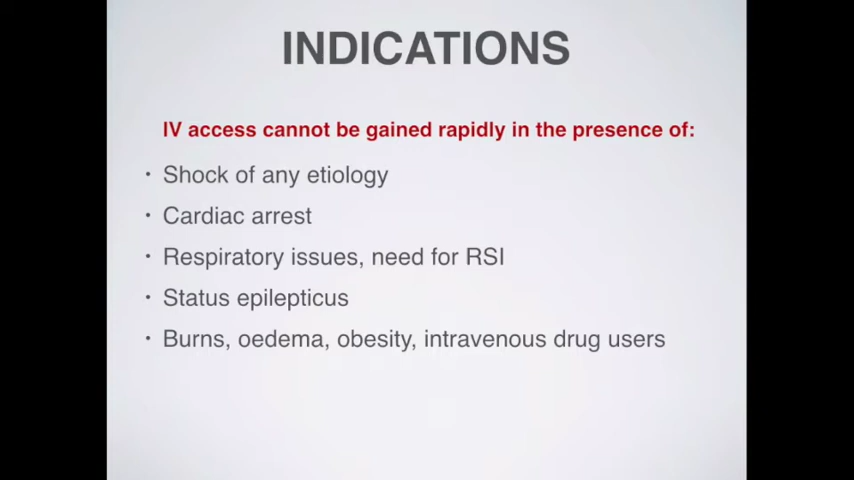 INDICATIONS
IV access cannot be gained rapidly in the presence of:
• Shock of any etiology
• Cardiac arrest
• Respiratory issues, need for RSI
• Status epilepticus
• Burns, oedema, obesity, intravenous drug users